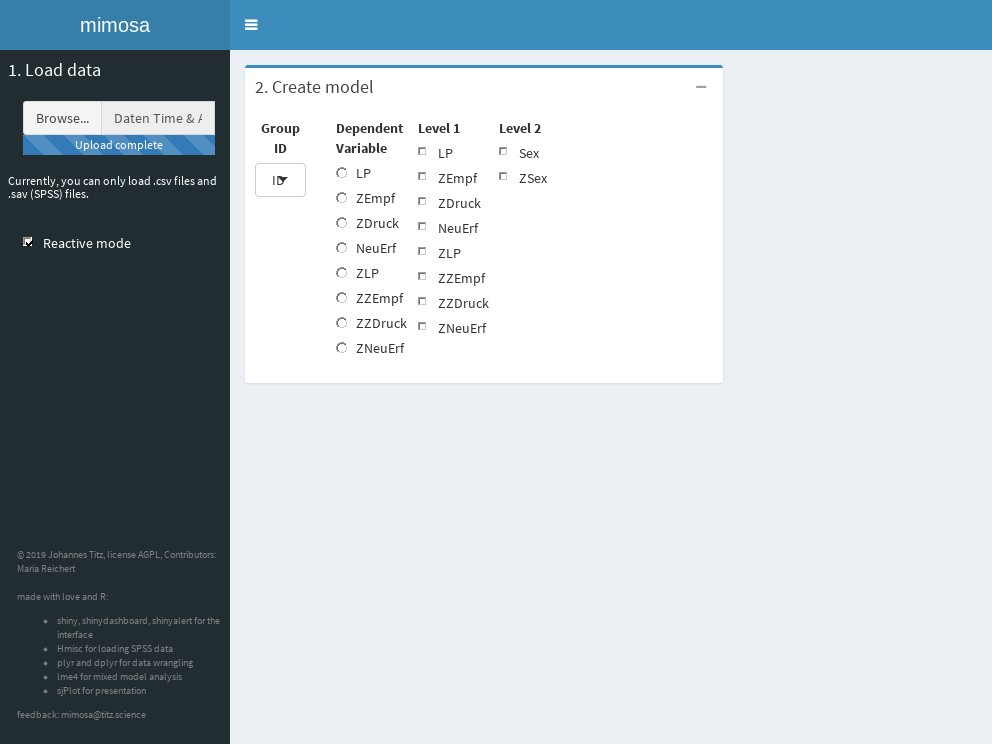 mimosa
1. Load data
Browse...
Daten Time & A
Upload complete
Currently, you can only load .csv files and
.sav (SPSS) files.
Reactive mode
© 2019 Johannes Titz, license AGPL, Contributors:
Maria Reichert
made with love and R:
shiny, shinydashboard, shinyalert for the
interface
Hmisc for loading SPSS data
plyr and dplyr for data wrangling
lme4 for mixed model analysis
sjPlot for presentation
feedback: mimosa@titz.science
2. Create model
Group
ID
ID
Dependent
Variable
LP
ZEmpf
ZDruck
NeuErf
ZLP
ZZEmpf
ZZDruck
ZNeuErf
Level 1
LP
ZEmpf
ZDruck
NeuErf
ZLP
ZZEmpf
ZZDruck
ZNeuErf
Level 2
Sex
ZSex